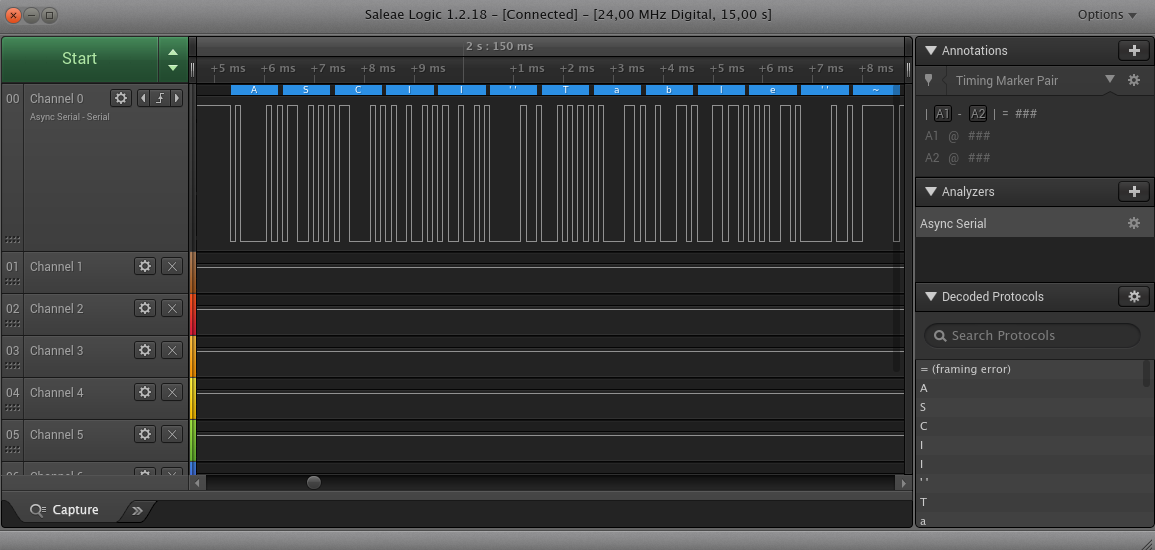 Saleae Logic 1.2.18 – [Connected] – [24,00 MHz Digital, 15,00 s]
Options
Start
2 s : 150 ms
+5 ms +6 ms +7 ms +8 ms +9 ms +1 ms +2 ms +3 ms +4 ms +5 ms +6 ms +7 ms +8 ms
A S C I I ' ' T a b l e ' ' ~
00 Channel 0
Async Serial - Serial
01 Channel 1
02 Channel 2
03 Channel 3
04 Channel 4
05 Channel 5
Capture
Annotations
Timing Marker Pair
| A1 - A2 | = ###
A1 @ ###
A2 @ ###
Analyzers
Async Serial
Decoded Protocols
Search Protocols
= (framing error)
A
S
C
I
I
' '
T
a